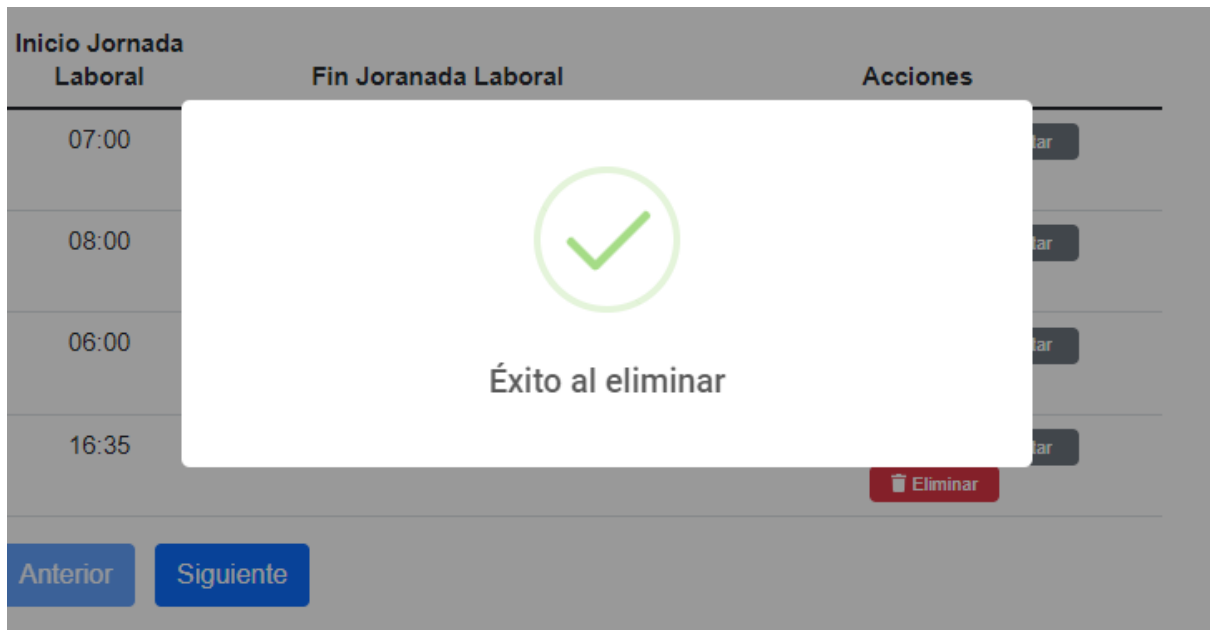 Inicio Jornada
Laboral
Fin Joranada Laboral
Acciones
07:00
08:00
06:00
16:35
Éxito al eliminar
Eliminar
Anterior
Siguiente